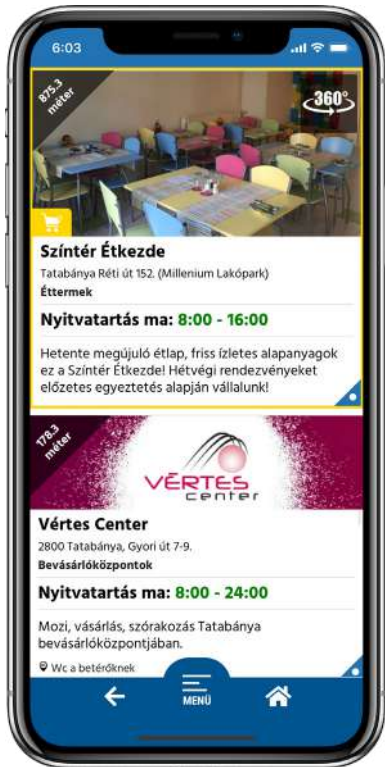 6:03
875.3
méter
360°
Színtér Étkezde
Tatabánya Réti út 152. (Millenium Lakópark)
Éttermek
Nyitvatartás ma: 8:00 - 16:00
Hetente megújuló étlap, friss ízletes alapanyagok
ez a Színtér Étkezde! Hétvégi rendezvényeket
előzetes egyeztetés alapján vállalunk!
178.3
méter
VÉRTES
center
Vértes Center
2800 Tatabánya, Gyori út 7-9.
Bevásárlóközpontok
Nyitvatartás ma: 8:00 - 24:00
Mozi, vásárlás, szórakozás Tatabánya
bevásárlóközpontjában.
Wc a betérőknek
MENÜ